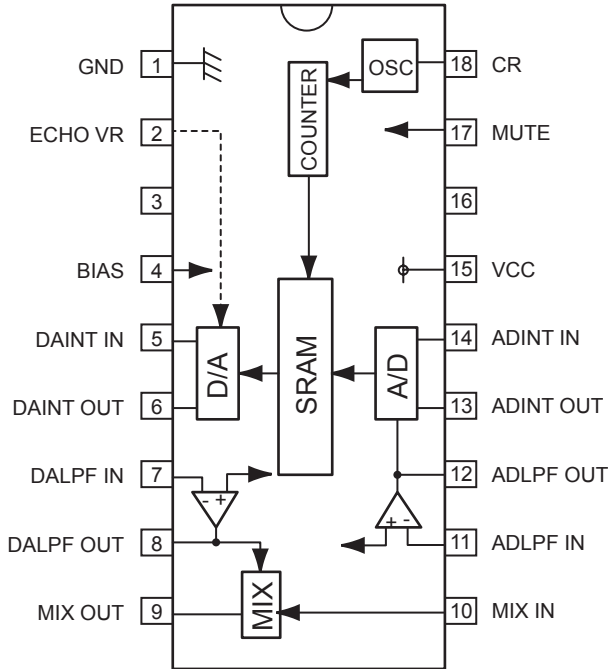 GND 1
ECHO VR 2
3
BIAS 4
DAINT IN 5
DAINT OUT 6
DALPF IN 7
DALPF OUT 8
MIX OUT 9
OSC
COUNTER
D/A
SRAM
A/D
- +
+ -
MIX
18 CR
17 MUTE
16
15 VCC
14 ADINT IN
13 ADINT OUT
12 ADLPF OUT
11 ADLPF IN
10 MIX IN